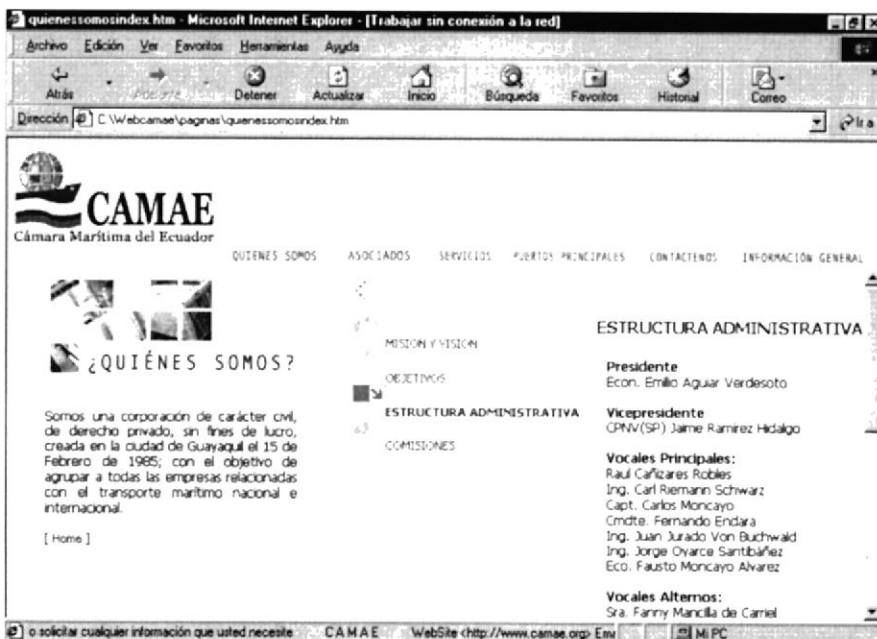 quienessomosindex.htm - Microsoft Internet Explorer - [Trabajar sin conexión a la red]
Archivo Edición Ver Favoritos Herramientas Ayuda
Atrás Adelante Detener Actualizar Inicio Búsqueda Favoritos Historial Correo
Dirección C:\Webcamae\paginas\quienessomosindex.htm Ir a
CAMAE
Cámara Marítima del Ecuador
QUIENES SOMOS ASOCIADOS SERVICIOS PUERTOS PRINCIPALES CONTACTENOS INFORMACIÓN GENERAL
¿QUIÉNES SOMOS?
Somos una corporación de carácter civil,
de derecho privado, sin fines de lucro,
creada en la ciudad de Guayaquil el 15 de
Febrero de 1985; con el objetivo de
agrupar a todas las empresas relacionadas
con el transporte marítimo nacional e
internacional.
[ Home ]
MISION Y VISION
OBJETIVOS
ESTRUCTURA ADMINISTRATIVA
COMISIONES
ESTRUCTURA ADMINISTRATIVA
Presidente
Econ. Emilio Aguiar Verdesoto
Vicepresidente
CPNV(SP) Jaime Ramírez Hidalgo
Vocales Principales:
Raul Cañizares Robles
Ing. Carl Riemann Schwarz
Capt. Carlos Moncayo
Cmdte. Fernando Endara
Ing. Juan Jurado Von Buchwald
Ing. Jorge Oyarce Santibáñez
Eco. Fausto Moncayo Alvarez
Vocales Alternos:
Sra. Fanny Mancilla de Carriel
o solicitar cualquier información que usted necesite CAMAE WebSite <http://www.camae.org> Env Mi PC